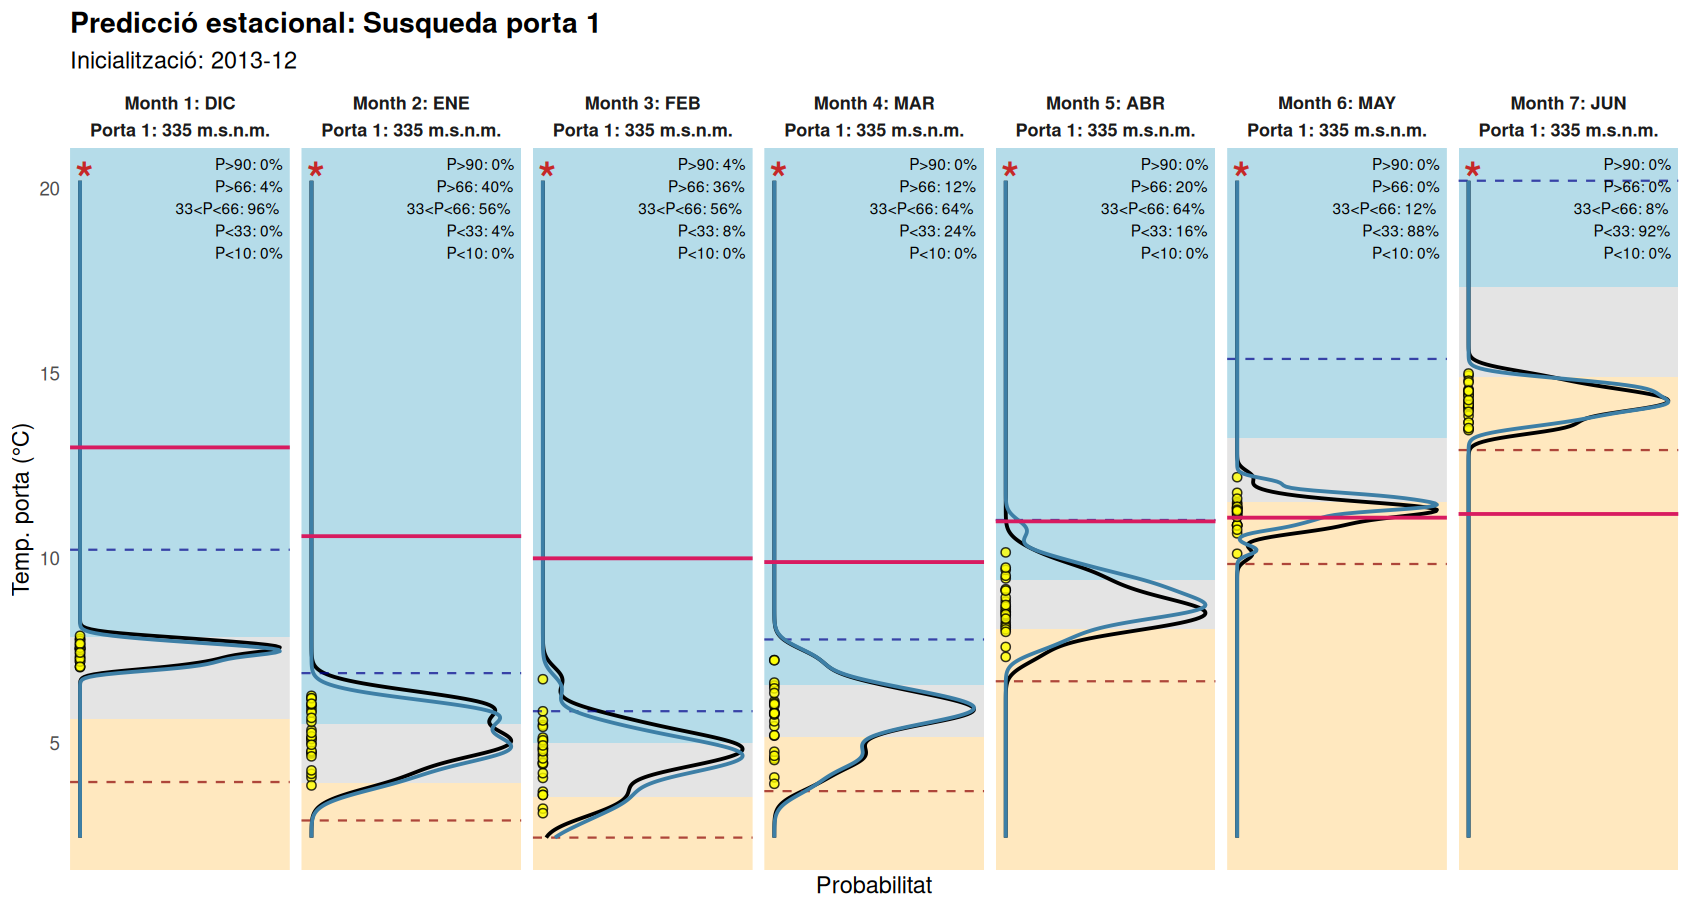 Predicció estacional: Susqueda porta 1
Inicialització: 2013-12
Month 1: DIC
Porta 1: 335 m.s.n.m.
Month 2: ENE
Porta 1: 335 m.s.n.m.
Month 3: FEB
Porta 1: 335 m.s.n.m.
Month 4: MAR
Porta 1: 335 m.s.n.m.
Month 5: ABR
Porta 1: 335 m.s.n.m.
Month 6: MAY
Porta 1: 335 m.s.n.m.
Month 7: JUN
Porta 1: 335 m.s.n.m.
*
P>90: 0%
P>66: 4%
33<P<66: 96%
P<33: 0%
P<10: 0%
*
P>90: 0%
P>66: 40%
33<P<66: 56%
P<33: 4%
P<10: 0%
*
P>90: 4%
P>66: 36%
33<P<66: 56%
P<33: 8%
P<10: 0%
*
P>90: 0%
P>66: 12%
33<P<66: 64%
P<33: 24%
P<10: 0%
*
P>90: 0%
P>66: 20%
33<P<66: 64%
P<33: 16%
P<10: 0%
*
P>90: 0%
P>66: 0%
33<P<66: 12%
P<33: 88%
P<10: 0%
*
P>90: 0%
P>66: 0%
33<P<66: 8%
P<33: 92%
P<10: 0%
20
15
10
5
Temp. porta (°C)
Probabilitat